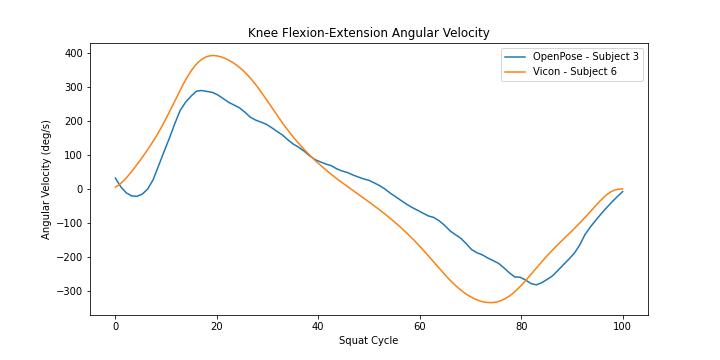 Knee Flexion-Extension Angular Velocity
OpenPose - Subject 3
Vicon - Subject 6
400
300
200
100
0
−100
−200
−300
Angular Velocity (deg/s)
0 20 40 60 80 100
Squat Cycle